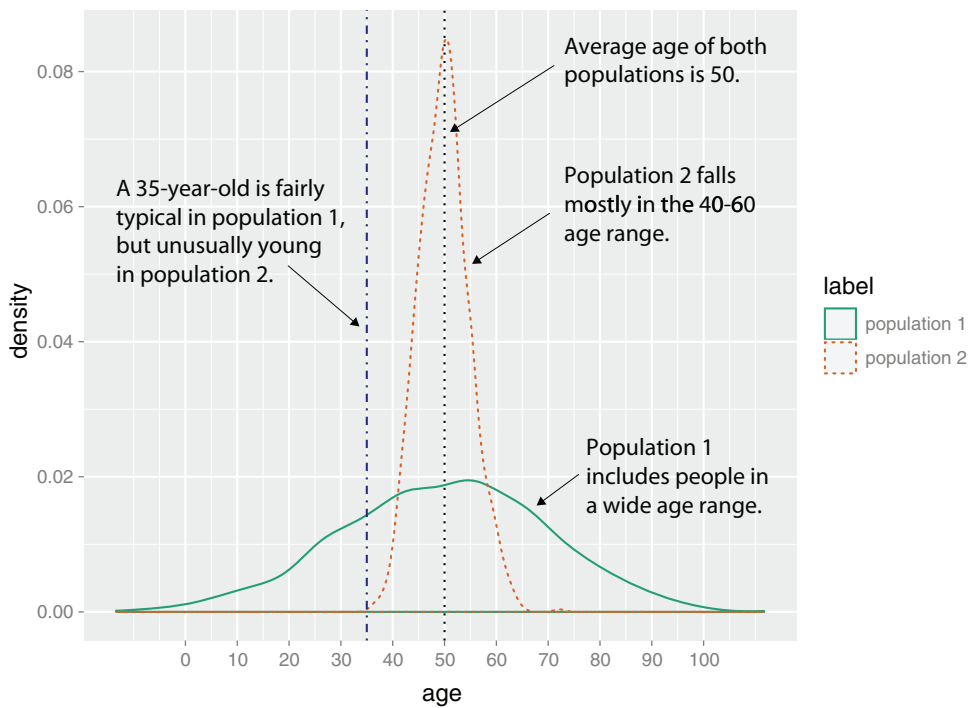 Average age of both
populations is 50.
0.08
A 35-year-old is fairly
typical in population 1,
but unusually young
in population 2.
Population 2 falls
mostly in the 40-60
age range.
0.06
label
population 1
population 2
density
0.04
Population 1
includes people in
a wide age range.
0.02
0.00
0 10 20 30 40 50 60 70 80 90 100
age